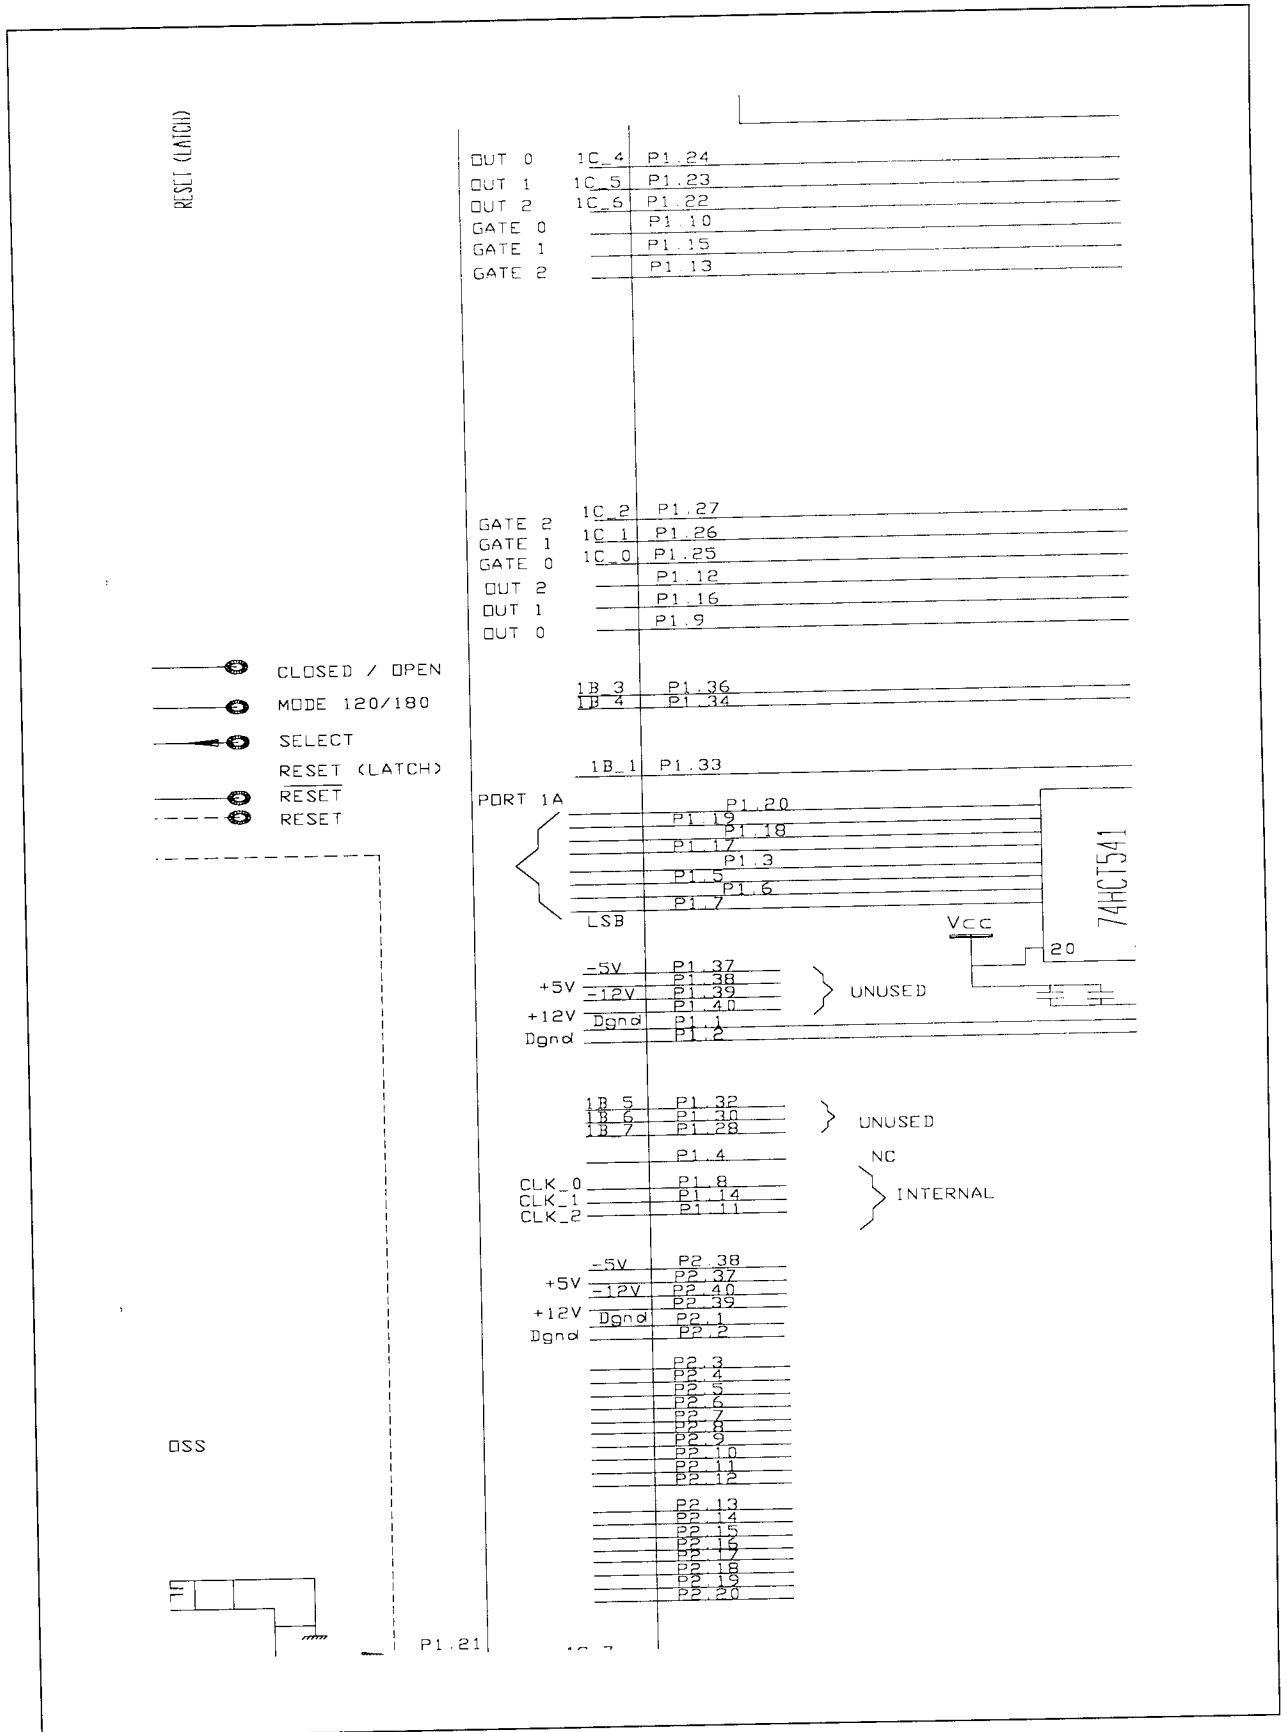 RESET (LATCH)
OUT 0 1C_4 P1.24
OUT 1 1C_5 P1.23
OUT 2 1C_6 P1.22
GATE 0 P1.10
GATE 1 P1.15
GATE 2 P1.13
GATE 2 1C_2 P1.27
GATE 1 1C_1 P1.26
GATE 0 1C_0 P1.25
OUT 2 P1.12
OUT 1 P1.16
OUT 0 P1.9
CLOSED / OPEN
MODE 120/180
SELECT
RESET (LATCH)
RESET
RESET
1B_3 P1.36
1B_4 P1.34
1B_1 P1.33
PORT 1A
P1.20
P1.19
P1.18
P1.17
P1.3
P1.5
P1.6
P1.7
LSB
74HCT541
Vcc
20
-5V P1.37
+5V P1.38
-12V P1.39
+12V P1.40
Dgnd P1.1
Dgnd P1.2
UNUSED
1B_5 P1.32
1B_6 P1.30
1B_7 P1.28
UNUSED
P1.4 NC
CLK_0 P1.8
CLK_1 P1.14
CLK_2 P1.11
INTERNAL
-5V P2.38
+5V P2.37
-12V P2.40
+12V P2.39
Dgnd P2.1
Dgnd P2.2
P2.3
P2.4
P2.5
P2.6
P2.7
P2.8
P2.9
P2.10
P2.11
P2.12
P2.13
P2.14
P2.15
P2.16
P2.17
P2.18
P2.19
P2.20
OSS
P1.21